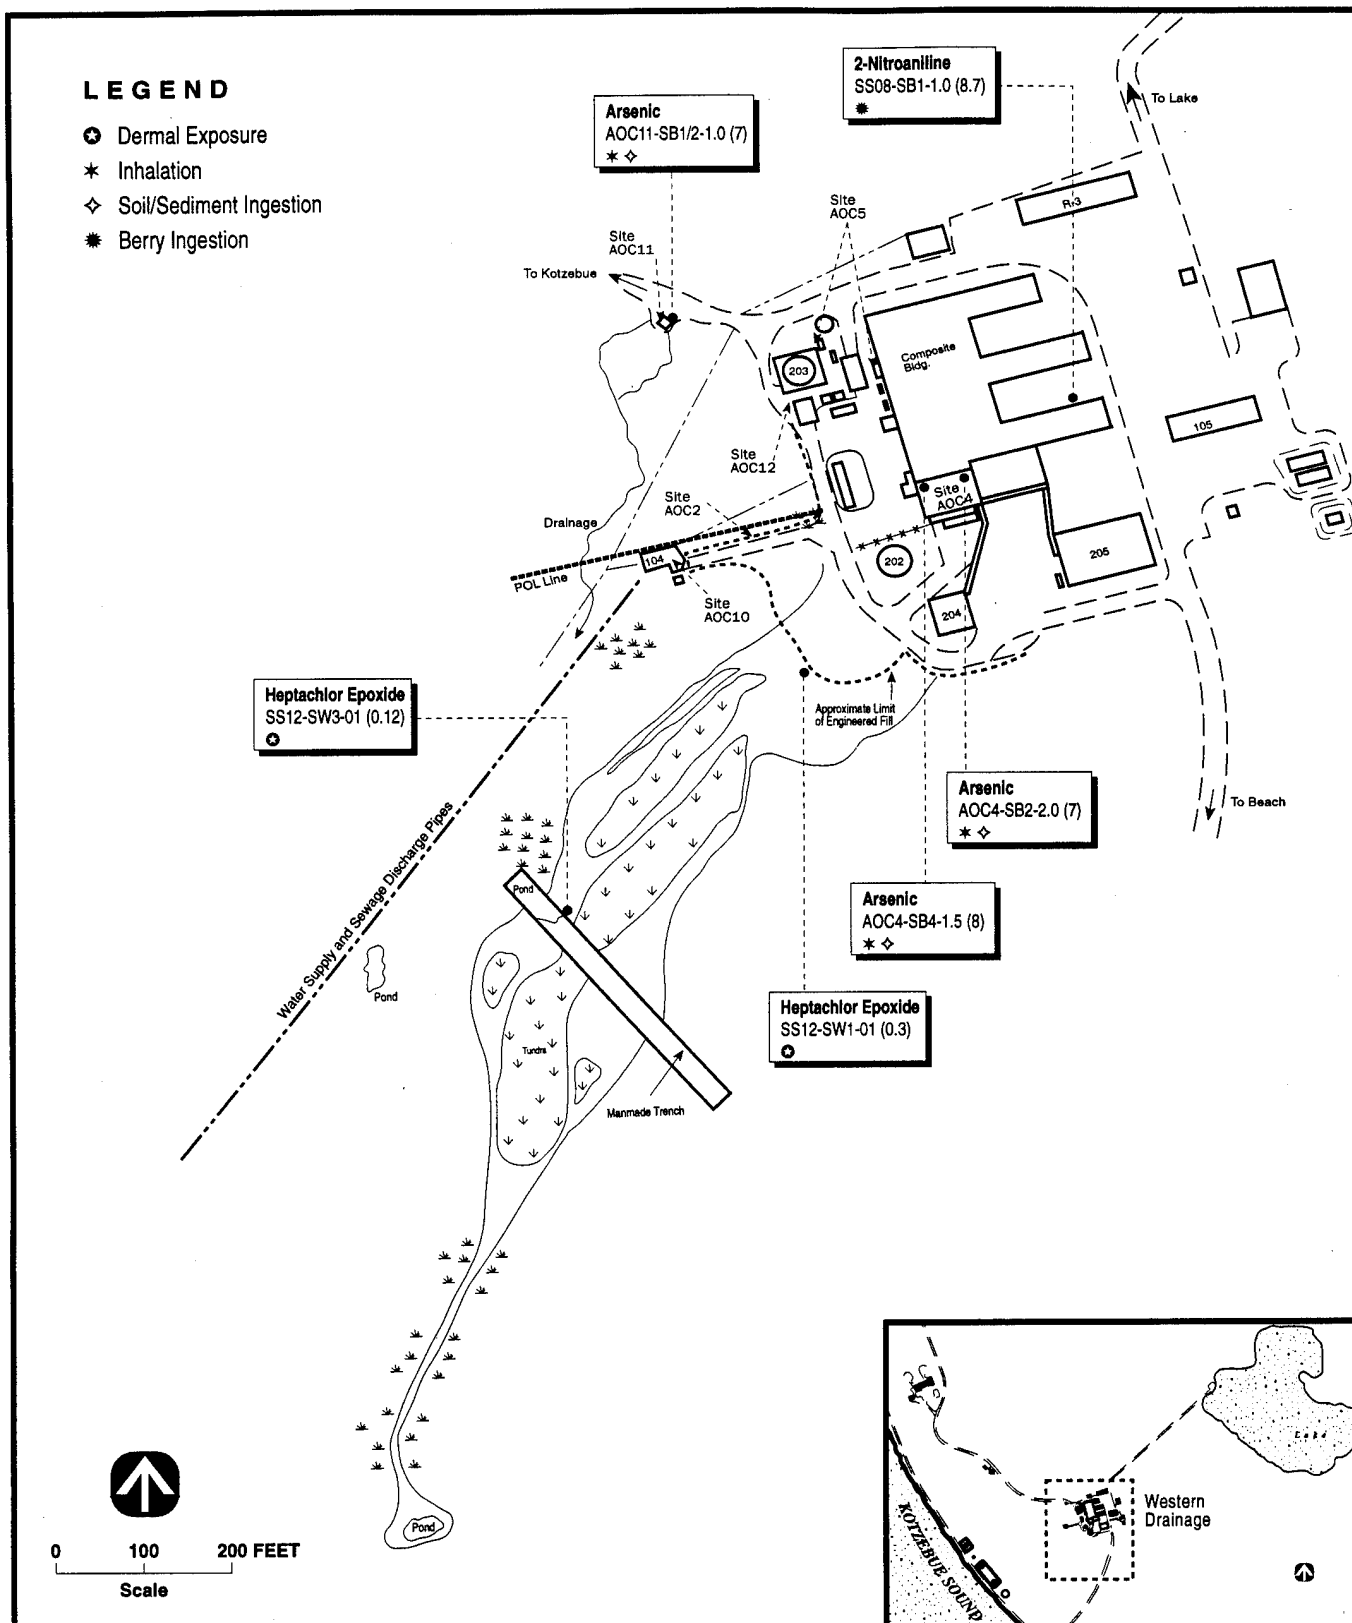 LEGEND
Dermal Exposure
Inhalation
Soil/Sediment Ingestion
Berry Ingestion
Arsenic
AOC11-SB1/2-1.0 (7)
2-Nitroaniline
SS08-SB1-1.0 (8.7)
To Lake
Site
AOC5
R-3
Site
AOC11
To Kotzebue
Composite
Bldg.
203
105
Site
AOC12
Site
AOC4
Site
AOC2
Drainage
POL Line
104
202
205
204
Site
AOC10
Heptachlor Epoxide
SS12-SW3-01 (0.12)
Approximate Limit
of Engineered Fill
Arsenic
AOC4-SB2-2.0 (7)
To Beach
Water Supply and Sewage Discharge Pipes
Pond
Arsenic
AOC4-SB4-1.5 (8)
Pond
Heptachlor Epoxide
SS12-SW1-01 (0.3)
Tundra
Manmade Trench
Pond
0 100 200 FEET
Scale
Lake
Western
Drainage
KOTZEBUE SOUND